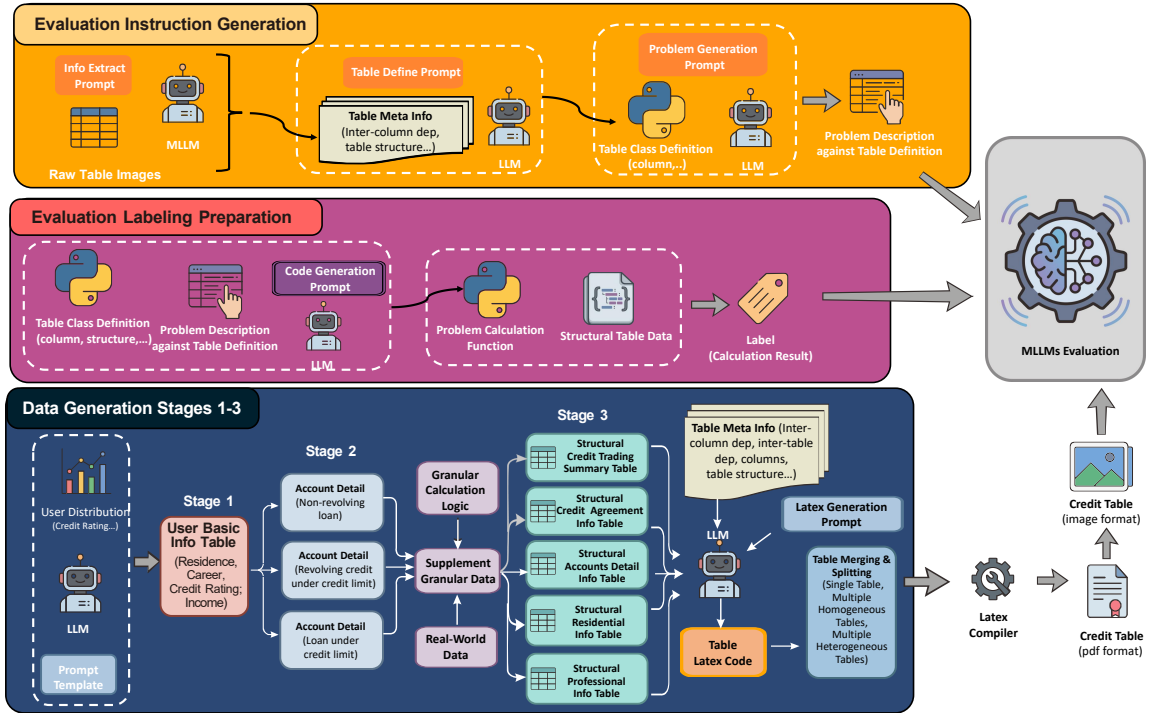 Evaluation Instruction Generation
Info Extract
Prompt
MLLM
Raw Table Images
Table Define Prompt
Table Meta Info
(Inter-column dep,
table structure...)
LLM
Problem Generation
Prompt
Table Class Definition
(column,..)
LLM
Problem Description
against Table Definition
Evaluation Labeling Preparation
Table Class Definition
(column, structure,...)
Problem Description
against Table Definition
Code Generation
Prompt
LLM
Problem Calculation
Function
Structural Table Data
Label
(Calculation Result)
MLLMs Evaluation
Data Generation Stages 1-3
User Distribution
(Credit Rating...)
LLM
Prompt
Template
Stage 1
User Basic
Info Table
(Residence,
Career,
Credit Rating;
Income)
Stage 2
Account Detail
(Non-revolving
loan)
Account Detail
(Revolving credit
under credit limit)
Account Detail
(Loan under
credit limit)
Granular
Calculation
Logic
Supplement
Granular Data
Real-World
Data
Stage 3
Structural
Credit Trading
Summary Table
Structural
Credit Agreement
Info Table
Structural
Accounts Detail
Info Table
Structural
Residential
Info Table
Structural
Professional
Info Table
Table Meta Info (Inter-
column dep, inter-table
dep, columns,
table structure...)
LLM
Latex Generation
Prompt
Table
Latex Code
Table Merging &
Splitting
(Single Table,
Multiple
Homogeneous
Tables, Multiple
Heterogeneous
Tables)
Latex
Compiler
Credit Table
(image format)
Credit Table
(pdf format)